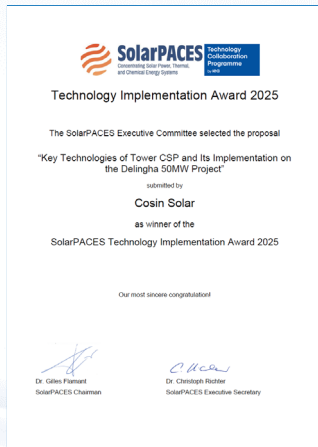 SolarPACES
Concentrating Solar Power, Thermal,
and Chemical Energy Systems
Technology
Collaboration
Programme
Technology Implementation Award 2025
The SolarPACES Executive Committee selected the proposal
“Key Technologies of Tower CSP and Its Implementation on
the Delingha 50MW Project”
submitted by
Cosin Solar
as winner of the
SolarPACES Technology Implementation Award 2025
Our most sincere congratulation!
Dr. Gilles Flamant
SolarPACES Chairman
Dr. Christoph Richter
SolarPACES Executive Secretary